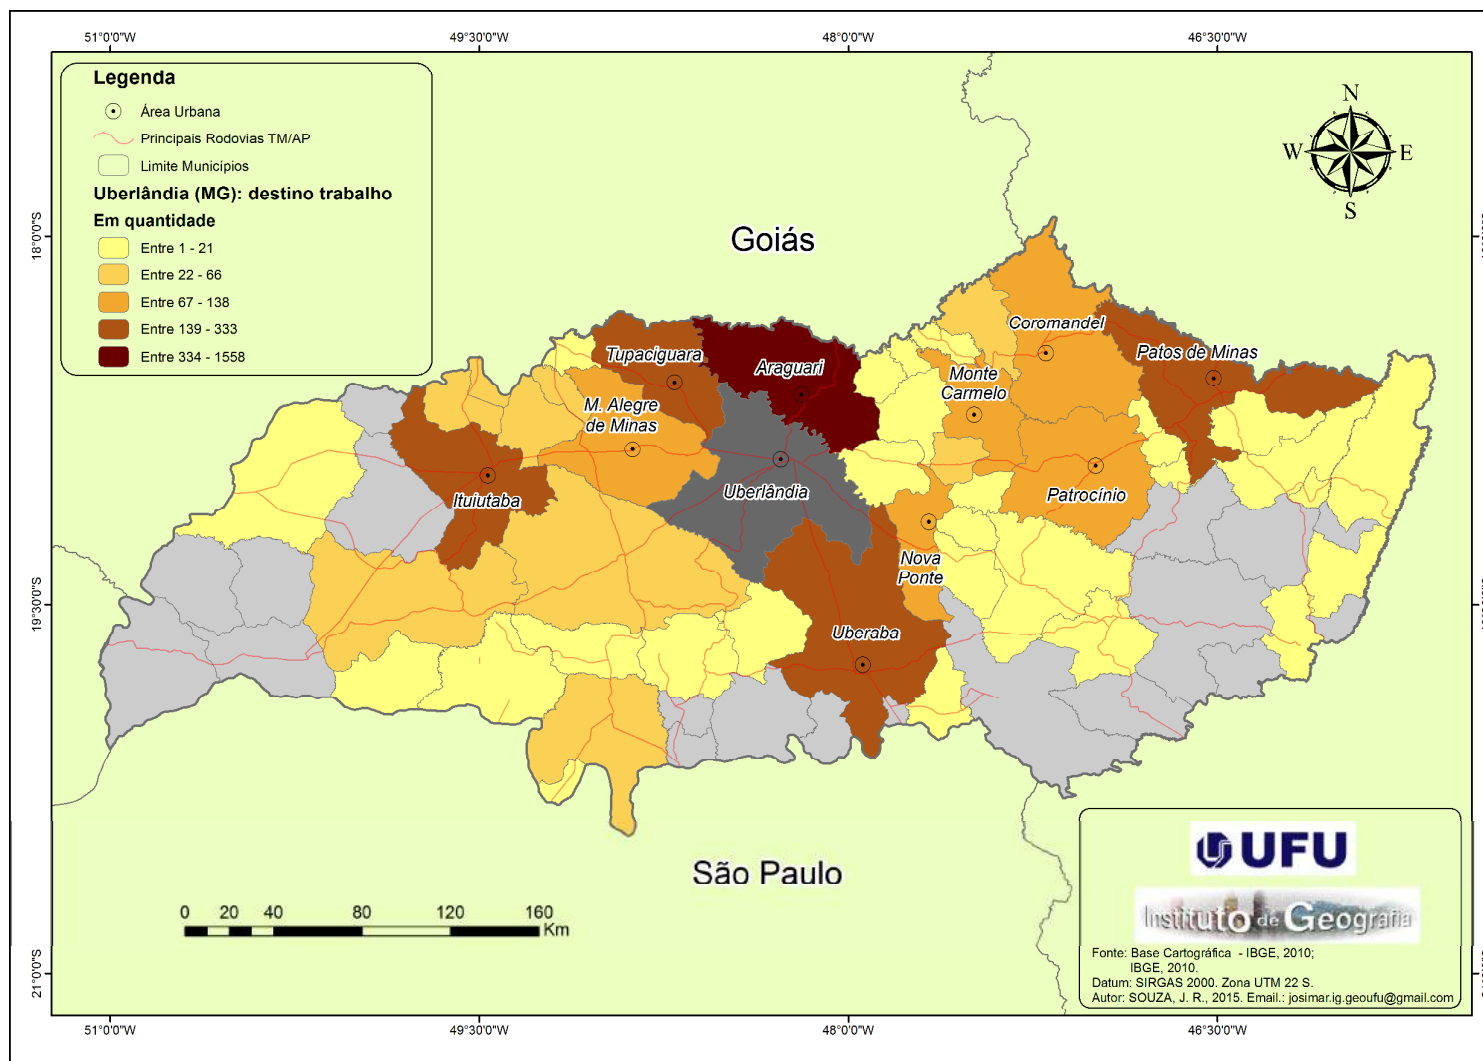 51°0'0"W 49°30'0"W 48°0'0"W 46°30'0"W
Legenda
Área Urbana
Principais Rodovias TM/AP
Limite Municípios
Uberlândia (MG): destino trabalho
Em quantidade
Entre 1 - 21
Entre 22 - 66
Entre 67 - 138
Entre 139 - 333
Entre 334 - 1558
N
W E
S
18°0'0"S
Goiás
Coromandel
Tupaciguara
Araguari
Patos de Minas
Monte
Carmelo
M. Alegre
de Minas
Ituiutaba
Uberlândia
Patrocínio
Nova
Ponte
19°30'0"S
Uberaba
São Paulo
UFU
Instituto de Geografia
0 20 40 80 120 160
Km
Fonte: Base Cartográfica - IBGE, 2010;
IBGE, 2010.
Datum: SIRGAS 2000. Zona UTM 22 S.
Autor: SOUZA, J. R., 2015. Email.: josimar.ig.geoufu@gmail.com
21°0'0"S
51°0'0"W 49°30'0"W 48°0'0"W 46°30'0"W